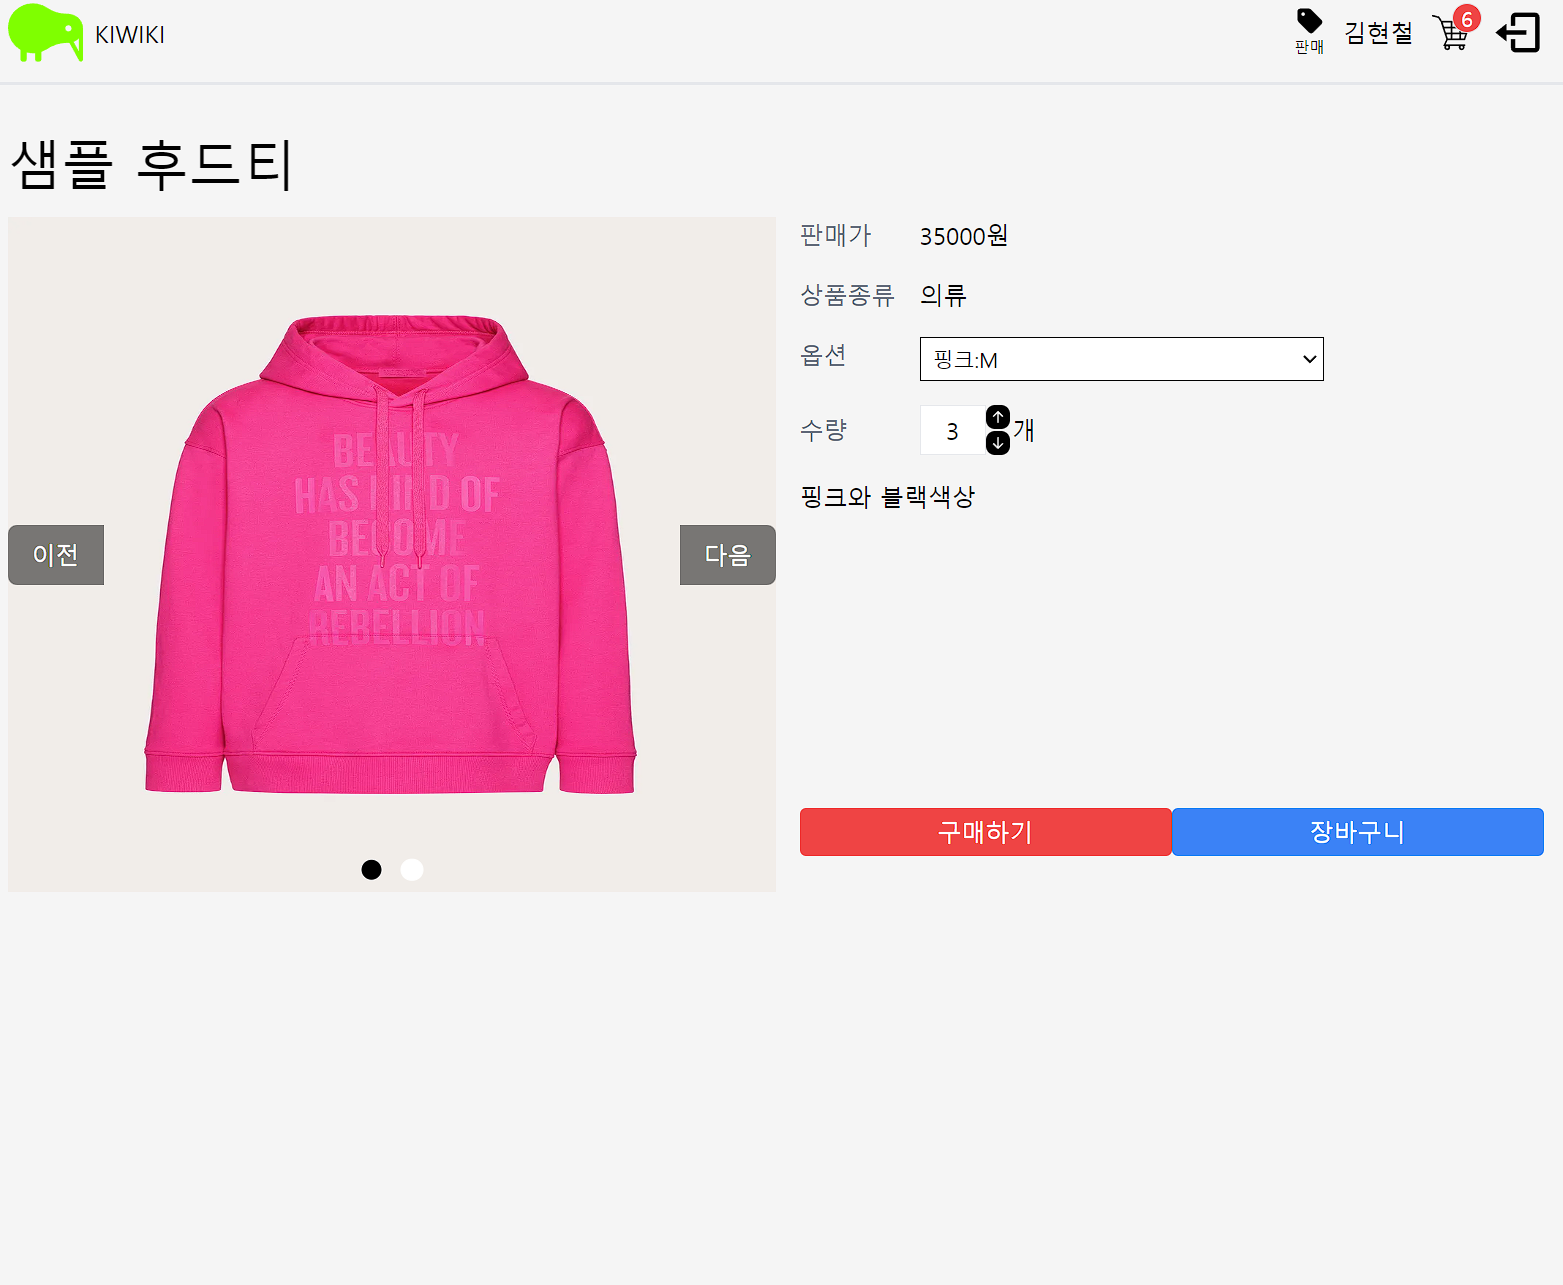 KIWIKI
판매
김현철
6
샘플 후드티
판매가 35000원
상품종류 의류
옵션 핑크:M
수량 3 개
핑크와 블랙색상
이전
다음
BEAUTY
HAS KIND OF
BECOME
AN ACT OF
REBELLION
구매하기
장바구니